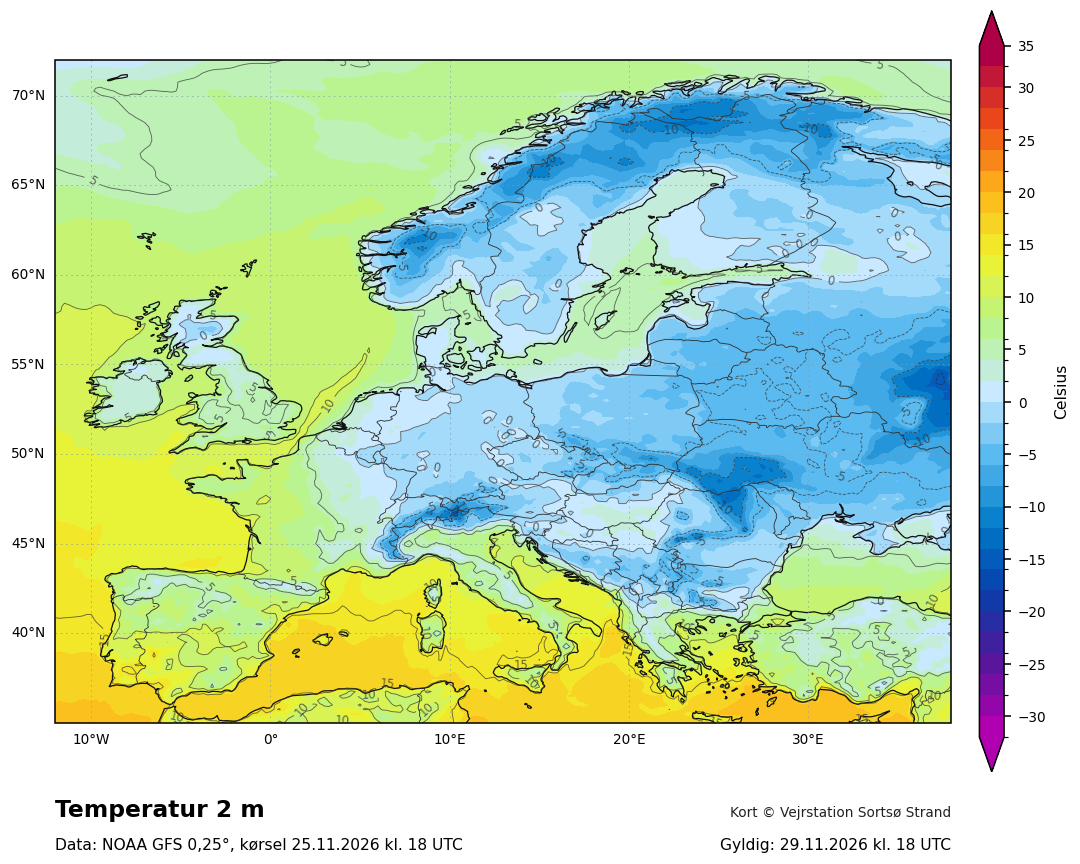 70°N
65°N
60°N
55°N
50°N
45°N
40°N
10°W 0° 10°E 20°E 30°E
35
30
25
20
15
10
5
0
−5
−10
−15
−20
−25
−30
Celsius
Temperatur 2 m
Kort © Vejrstation Sortsø Strand
Data: NOAA GFS 0,25°, kørsel 25.11.2026 kl. 18 UTC
Gyldig: 29.11.2026 kl. 18 UTC